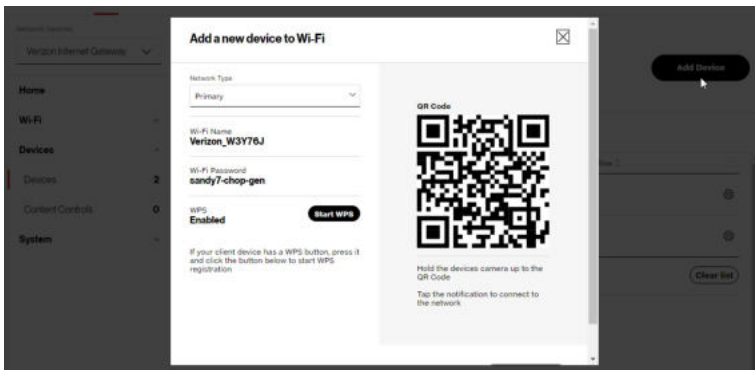 Verizon Internet Gateway
Home
Wi-Fi
Devices
Devices 2
Content Controls 0
System
Add a new device to Wi-Fi
Network Type
Primary
Wi-Fi Name
Verizon_W3Y76J
Wi-Fi Password
sandy7-chop-gen
WPS
Enabled
Start WPS
If your client device has a WPS button, press it
and click the button below to start WPS
registration
QR Code
Hold the devices camera up to the
QR Code
Tap the notification to connect to
the network
Add Device
Clear list